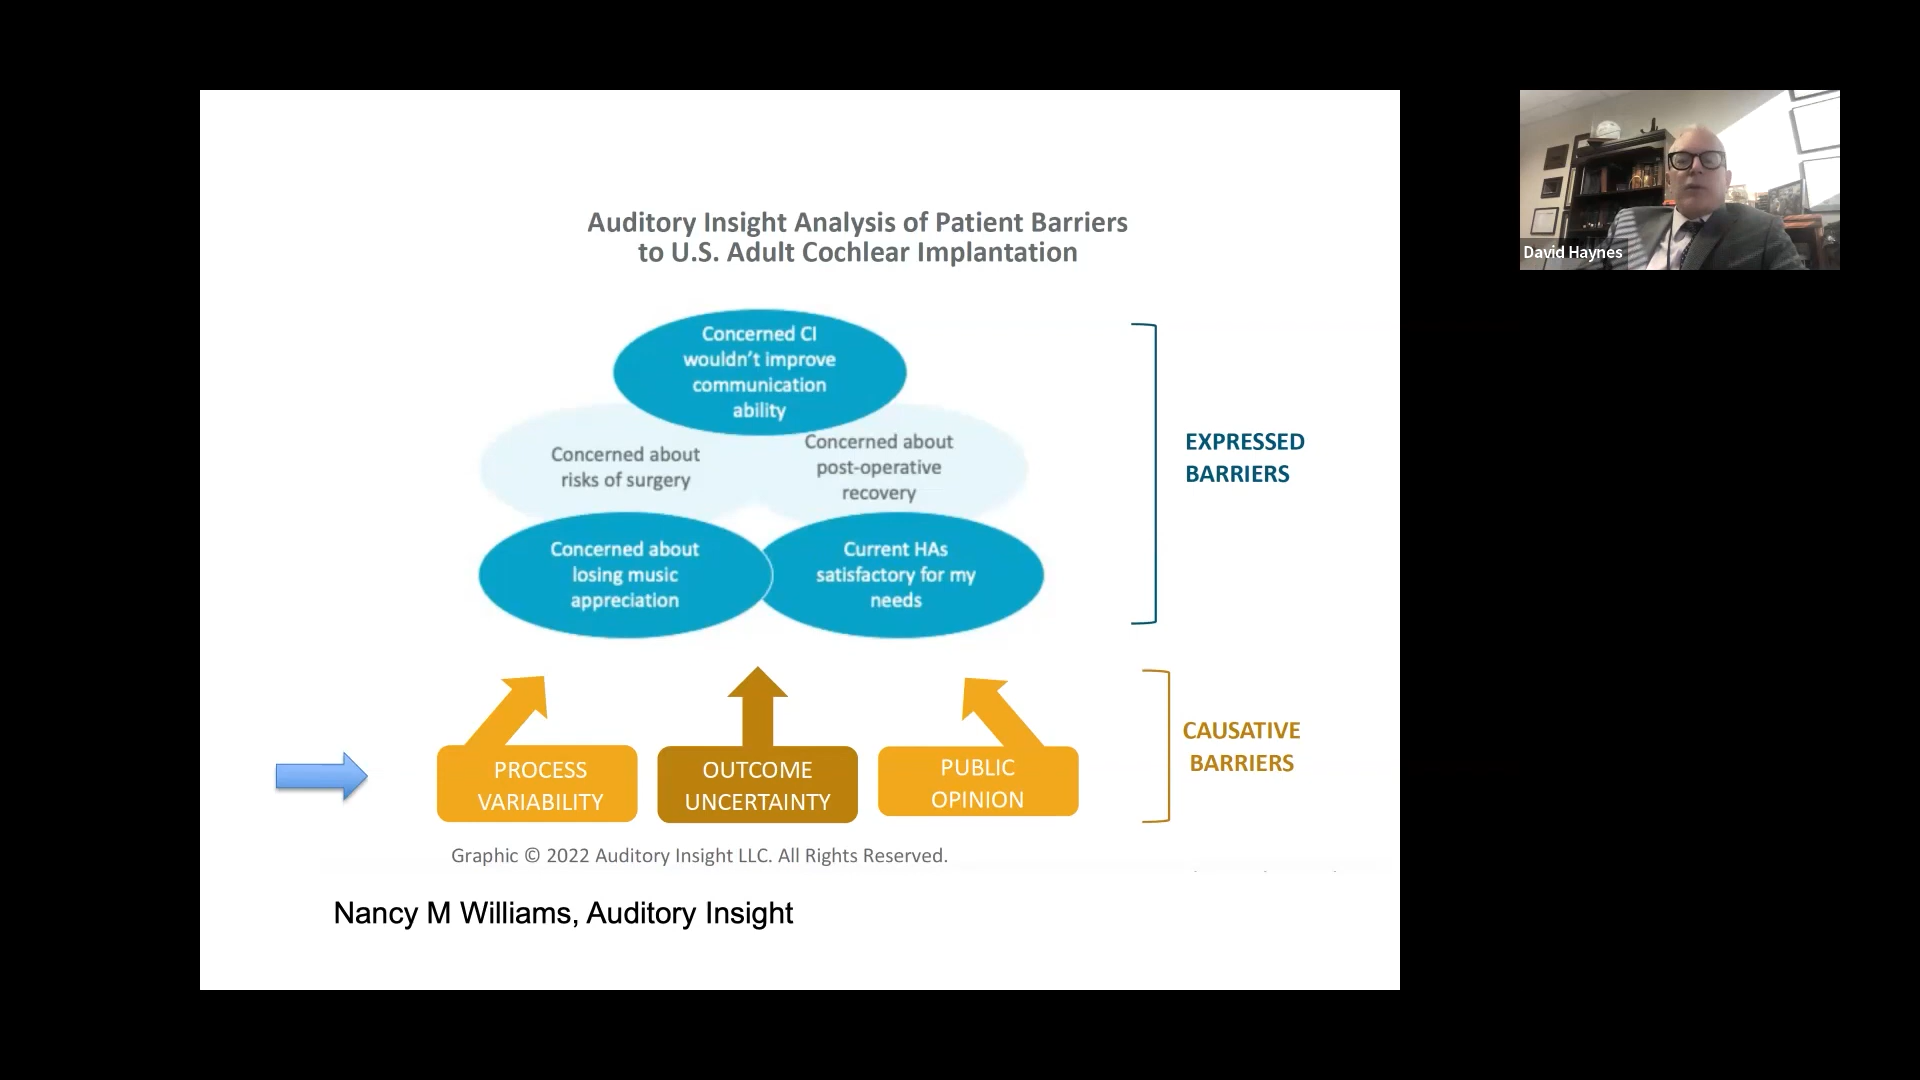 Auditory Insight Analysis of Patient Barriers
to U.S. Adult Cochlear Implantation
Concerned CI
wouldn’t improve
communication
ability
Concerned about
risks of surgery
Concerned about
post-operative
recovery
Concerned about
losing music
appreciation
Current HAs
satisfactory for my
needs
EXPRESSED
BARRIERS
PROCESS
VARIABILITY
OUTCOME
UNCERTAINTY
PUBLIC
OPINION
CAUSATIVE
BARRIERS
Graphic © 2022 Auditory Insight LLC. All Rights Reserved.
Nancy M Williams, Auditory Insight
David Haynes